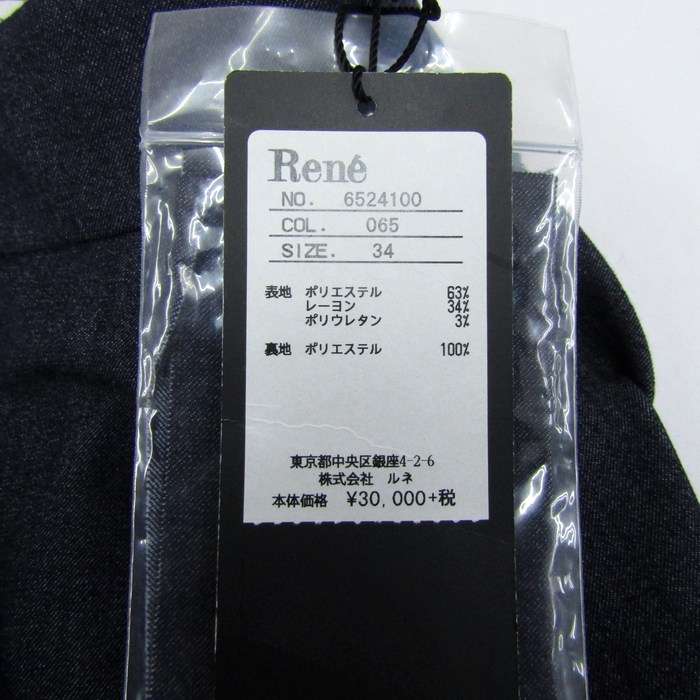 René
NO. 6524100
COL. 065
SIZE. 34
表地 ポリエステル 63%
レーヨン 34%
ポリウレタン 3%
裏地 ポリエステル 100%
東京都中央区銀座4-2-6
株式会社 ルネ
本体価格 ¥30,000+税